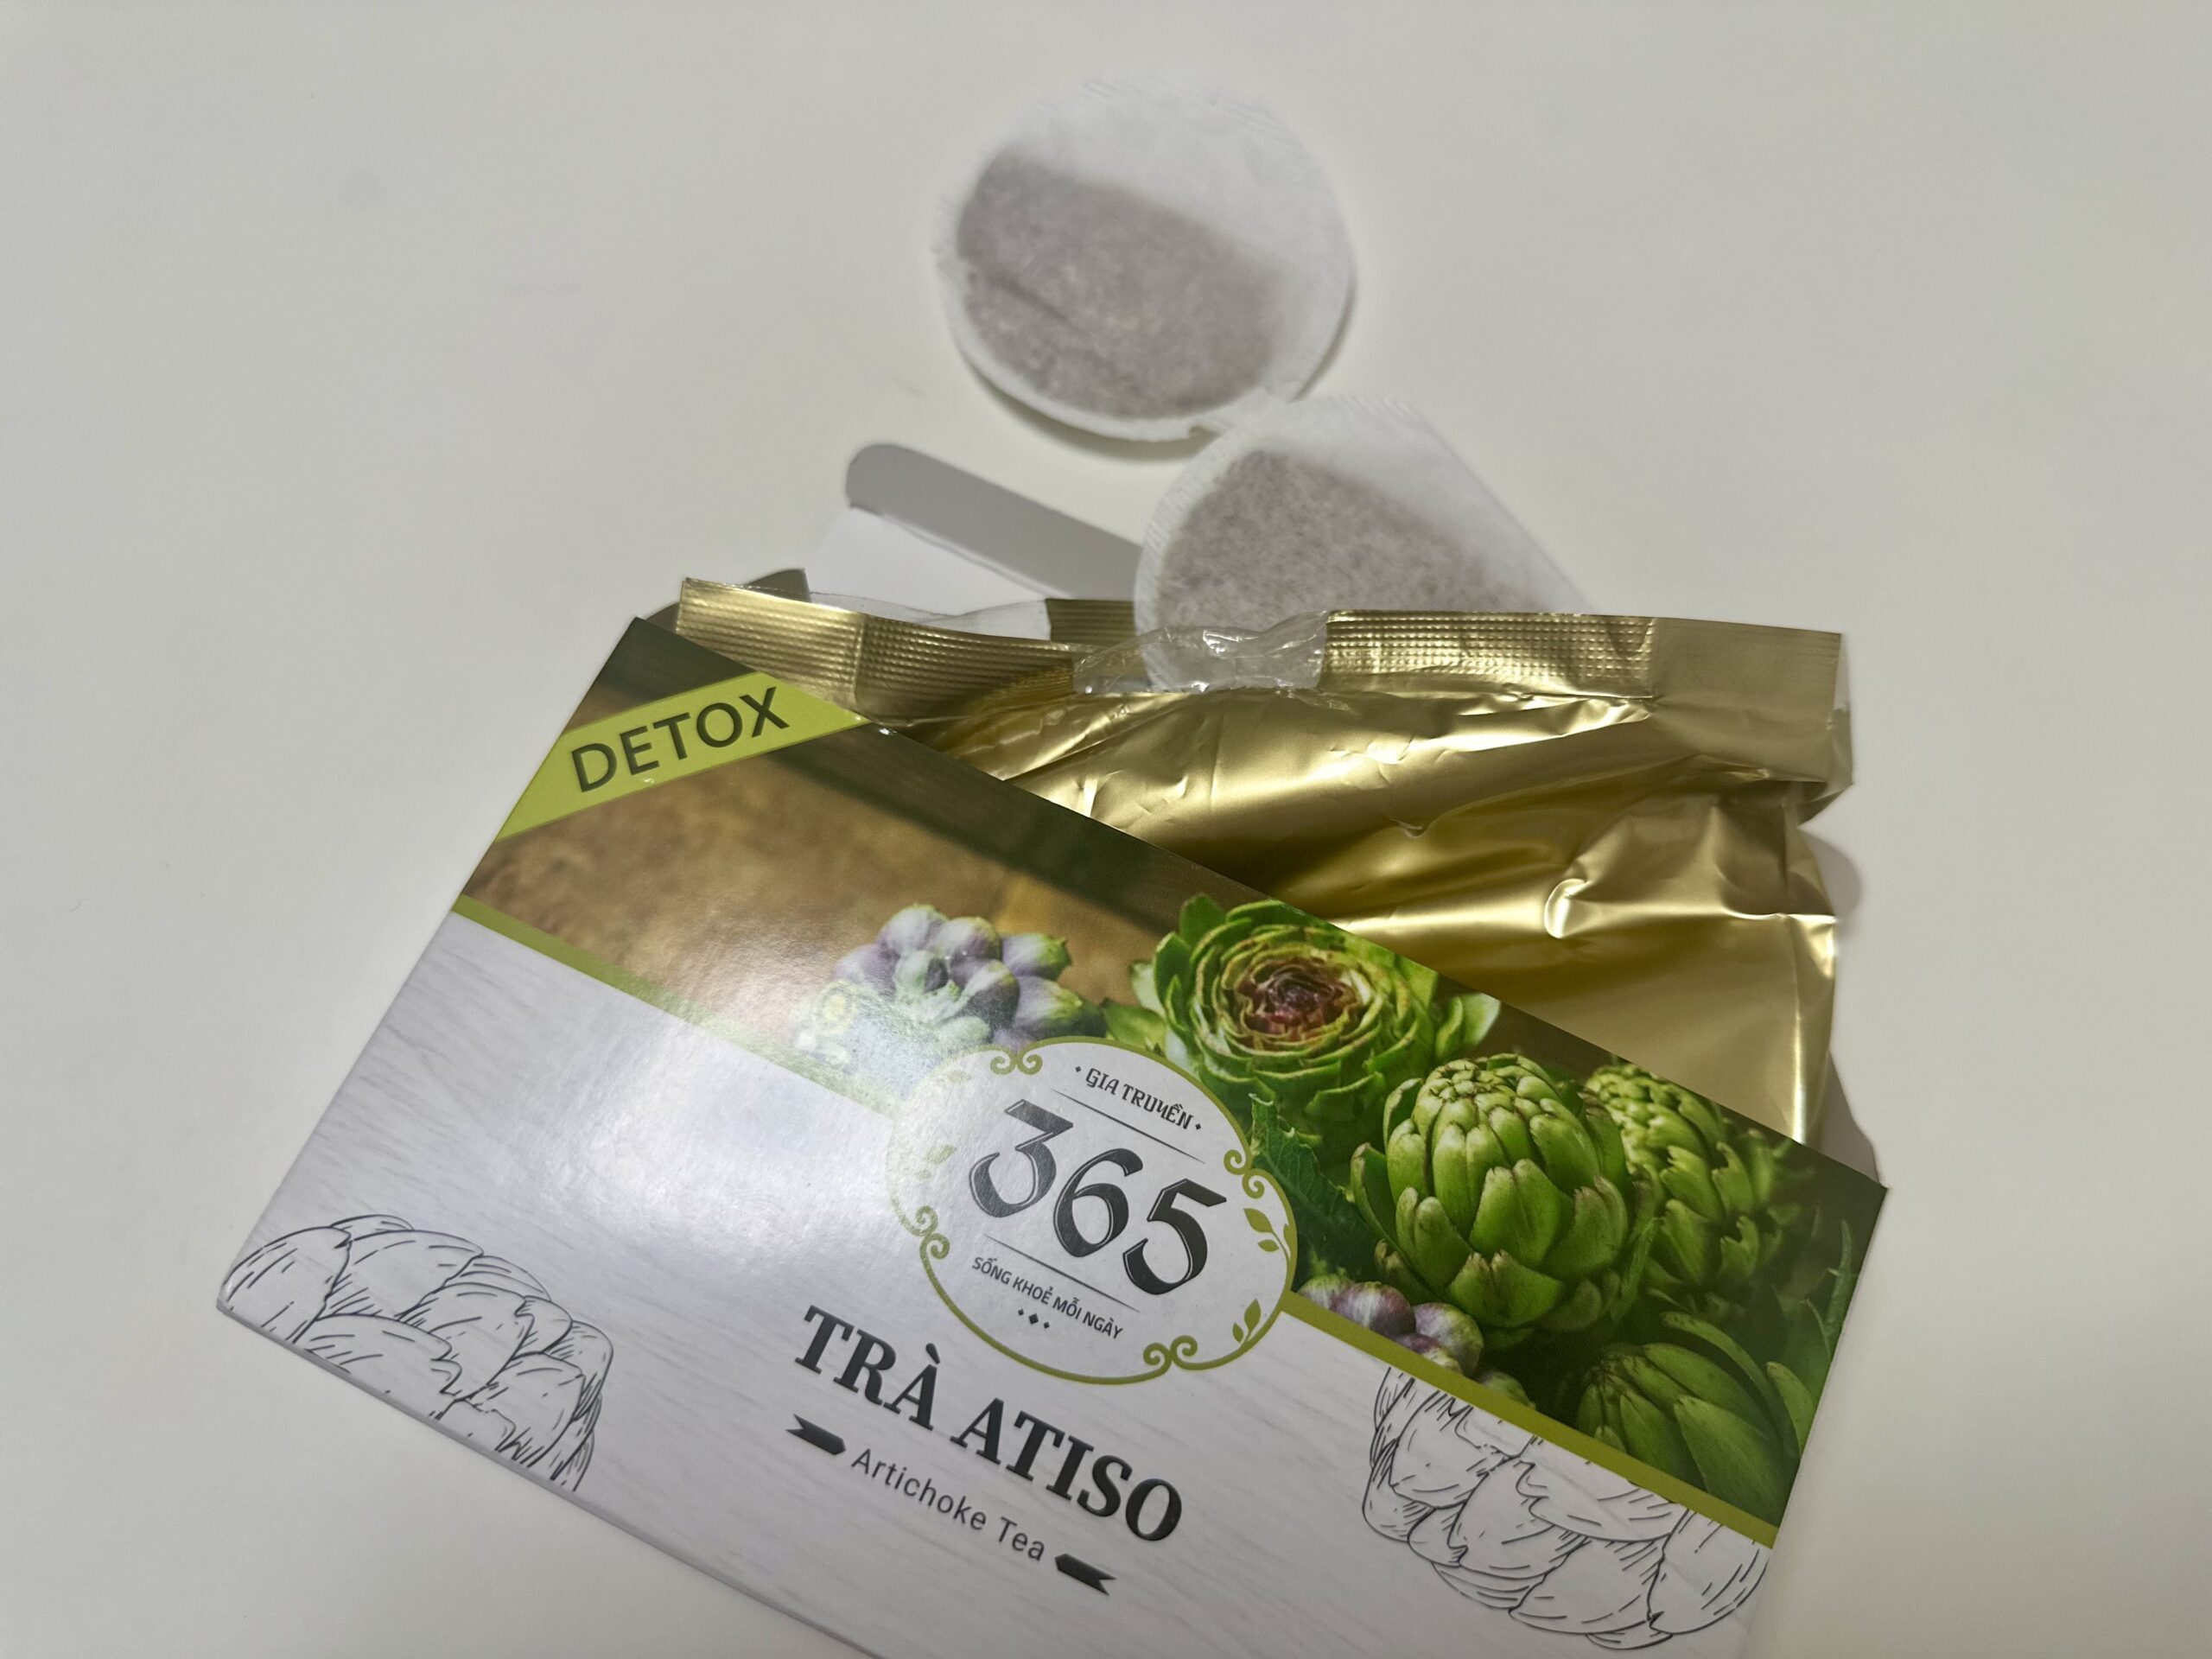 DETOX
GIA TRUYỀN
365
SỐNG KHOẺ MỖI NGÀY
TRÀ ATISO
Artichoke Tea